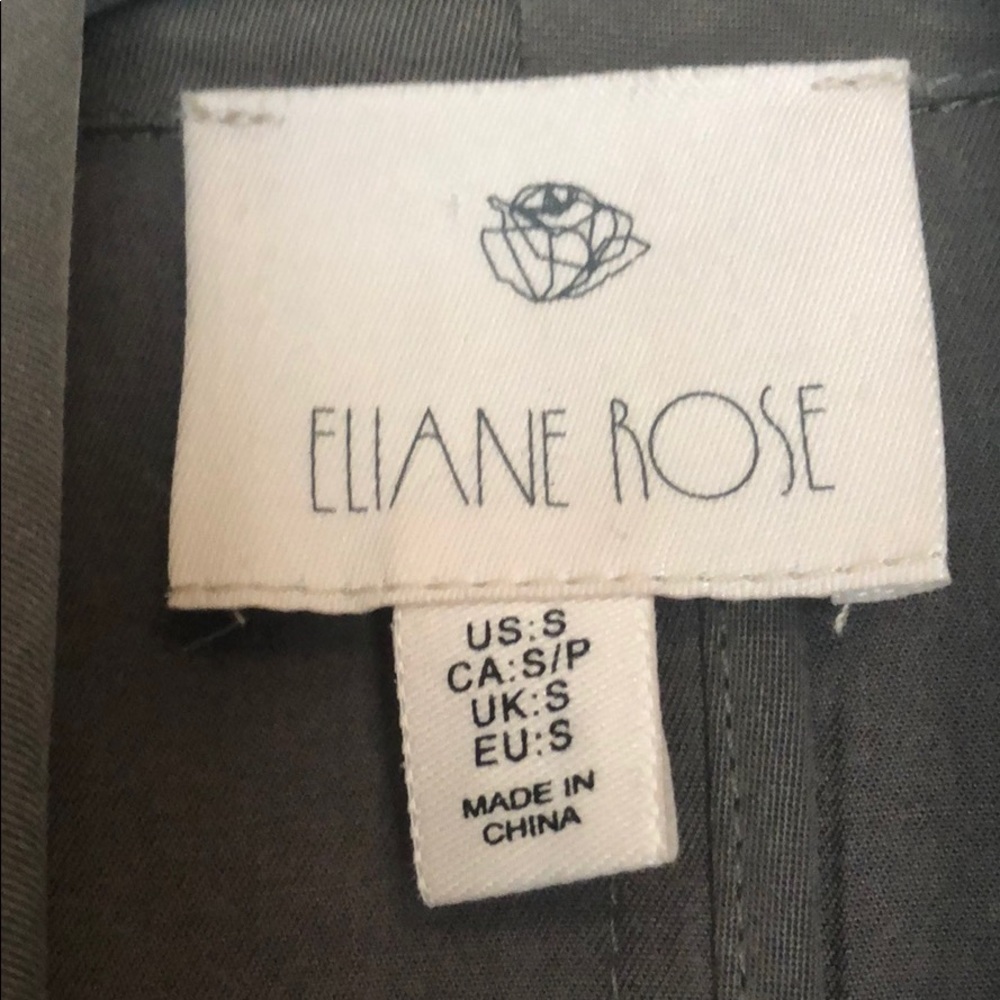 ELIANE ROSE
US:S
CA:S/P
UK:S
EU:S
MADE IN
CHINA